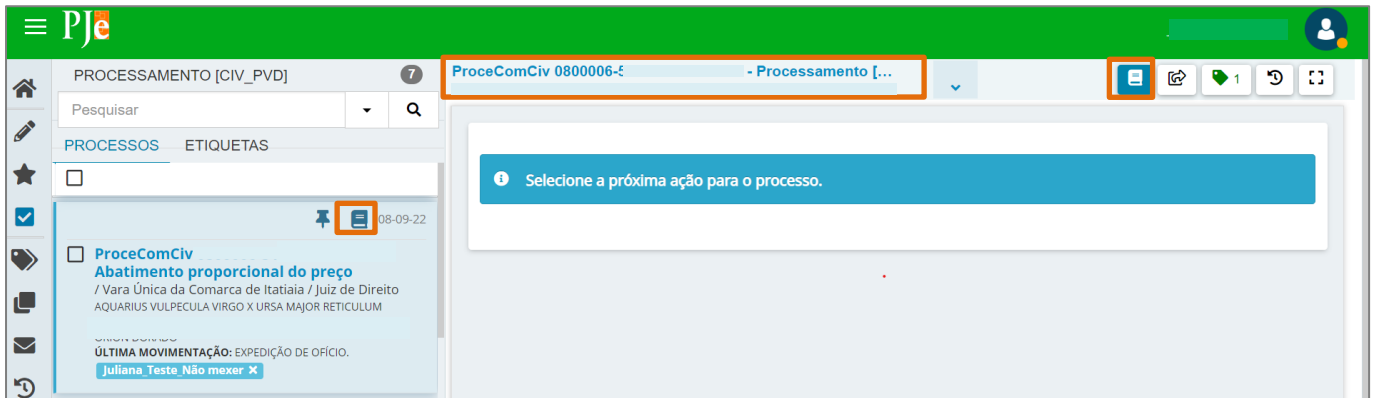 PJe
PROCESSAMENTO [CIV_PVD]
7
Pesquisar
PROCESSOS ETIQUETAS
08-09-22
ProceComCiv
Abatimento proporcional do preço
/ Vara Única da Comarca de Itatiaia / Juiz de Direito
AQUARIUS VULPECULA VIRGO X URSA MAJOR RETICULUM
ÚLTIMA MOVIMENTAÇÃO: EXPEDIÇÃO DE OFÍCIO.
Juliana_Teste_Não mexer X
ProceComCiv 0800006-5 - Processamento [...
1
Selecione a próxima ação para o processo.